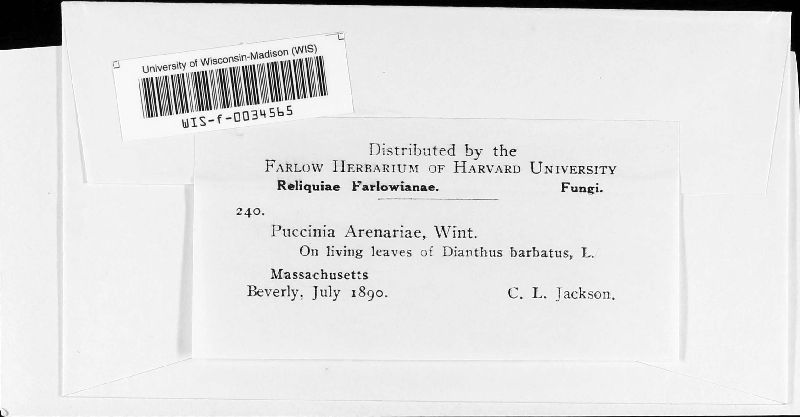 University of Wisconsin-Madison (WIS)
WIS-f-0034565
Distributed by the
FARLOW HERBARIUM OF HARVARD UNIVERSITY
Reliquiae Farlowianae. Fungi.
240.
Puccinia Arenariae, Wint.
On living leaves of Dianthus barbatus, L.
Massachusetts
Beverly, July 1890. C. L. Jackson.